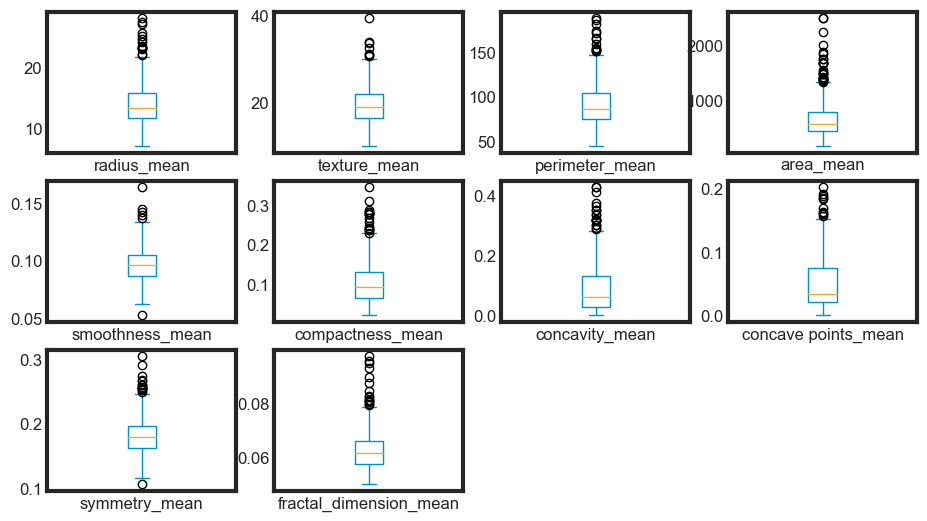 20
10
radius_mean
40
20
texture_mean
150
100
50
perimeter_mean
2000
1000
area_mean
0.15
0.10
0.05
smoothness_mean
0.3
0.2
0.1
compactness_mean
0.4
0.2
0.0
concavity_mean
0.2
0.1
0.0
concave points_mean
0.3
0.2
0.1
symmetry_mean
0.08
0.06
fractal_dimension_mean